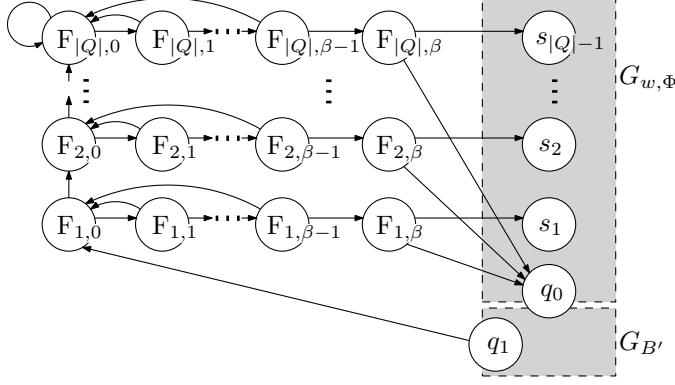 F_{|Q|,0} F_{|Q|,1} F_{|Q|,β−1} F_{|Q|,β} s_{|Q|−1}
G_{w,Φ}
F_{2,0} F_{2,1} F_{2,β−1} F_{2,β} s_2
F_{1,0} F_{1,1} F_{1,β−1} F_{1,β} s_1
q_0
q_1 G_{B′}